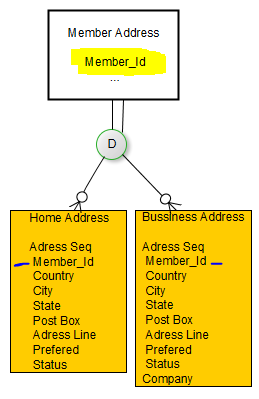 Member Address
Member_Id
...
D
Home Address
Adress Seq
Member_Id
Country
City
State
Post Box
Adress Line
Prefered
Status
Bussiness Address
Adress Seq
Member_Id
Country
City
State
Post Box
Adress Line
Prefered
Status
Company